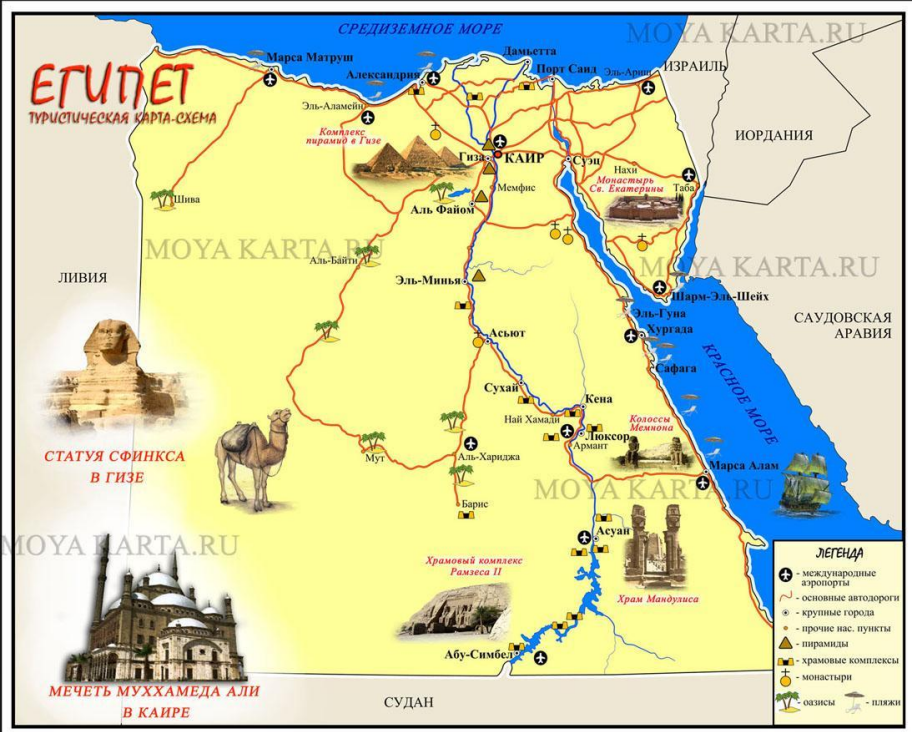 СРЕДИЗЕМНОЕ МОРЕ
MOYA KARTA.RU
ЕГИПЕТ
ТУРИСТИЧЕСКАЯ КАРТА-СХЕМА
Марса Матруш
Александрия
Дамьетта
Порт Саид
Эль-Ариш
ИЗРАИЛЬ
Эль-Аламейн
Комплекс
пирамид в Гизе
ИОРДАНИЯ
Гиза
КАИР
Суэц
Нахи
Таба
Монастырь
Св. Екатерины
Мемфис
Шива
Аль Файом
MOYA KARTA.RU
Аль-Байти
MOYA KARTA.RU
ЛИВИЯ
Эль-Минья
Шарм-Эль-Шейх
Эль-Гуна
Хургада
САУДОВСКАЯ
АРАВИЯ
Асьют
Сафага
КРАСНОЕ МОРЕ
Сухай
Кена
Най Хамади
Люксор
Армант
Колоссы
Мемнона
СТАТУЯ СФИНКСА
В ГИЗЕ
Мут
Аль-Хариджа
Марса Алам
MOYA KARTA.RU
Барис
Асуан
MOYA KARTA.RU
Храмовый комплекс
Рамзеса II
Храм Мандулиса
Абу-Симбел
МЕЧЕТЬ МУХХАМЕДА АЛИ
В КАИРЕ
СУДАН
ЛЕГЕНДА
- международные
аэропорты
- основные автодороги
- крупные города
- прочие нас. пункты
- пирамиды
- храмовые комплексы
- монастыри
- оазисы
- пляжи